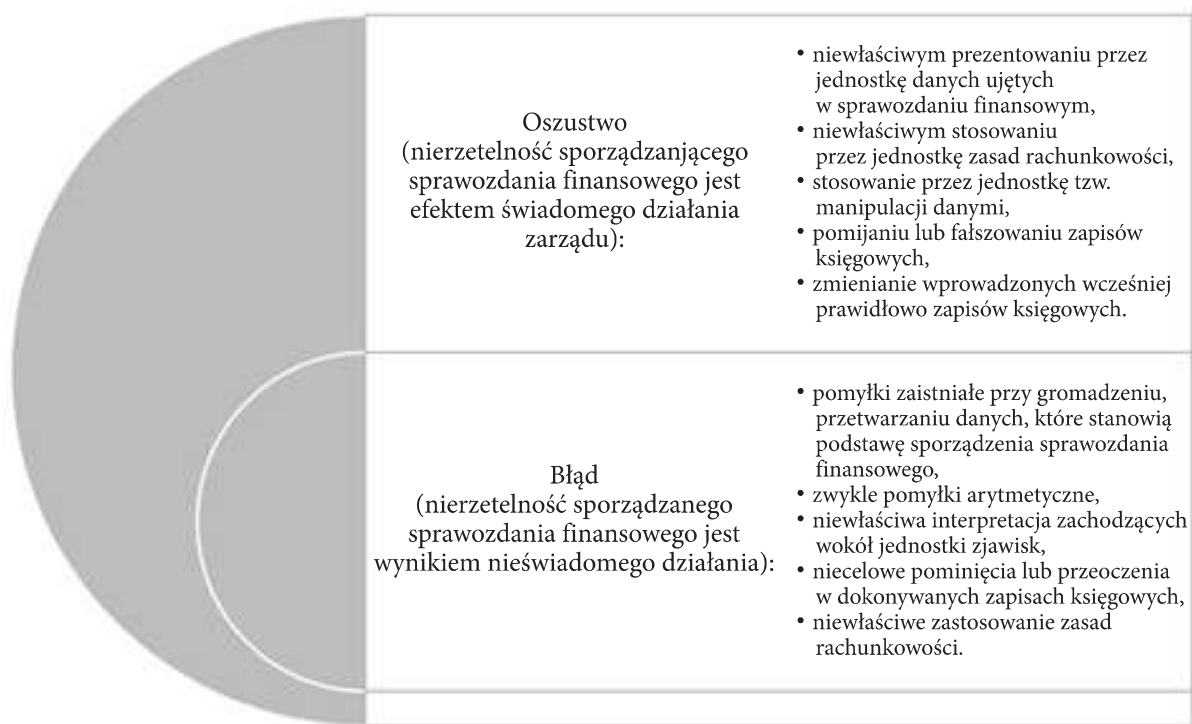 Oszustwo
(nierzetelność sporządzanjącego
sprawozdania finansowego jest
efektem świadomego działania
zarządu):
• niewłaściwym prezentowaniu przez
jednostkę danych ujętych
w sprawozdaniu finansowym,
• niewłaściwym stosowaniu
przez jednostkę zasad rachunkowości,
• stosowanie przez jednostkę tzw.
manipulacji danymi,
• pomijaniu lub fałszowaniu zapisów
księgowych,
• zmienianie wprowadzonych wcześniej
prawidłowo zapisów księgowych.
Błąd
(nierzetelność sporządzanego
sprawozdania finansowego jest
wynikiem nieświadomego działania):
• pomyłki zaistniałe przy gromadzeniu,
przetwarzaniu danych, które stanowią
podstawę sporządzenia sprawozdania
finansowego,
• zwykle pomyłki arytmetyczne,
• niewłaściwa interpretacja zachodzących
wokół jednostki zjawisk,
• niecelowe pominięcia lub przeoczenia
w dokonywanych zapisach księgowych,
• niewłaściwe zastosowanie zasad
rachunkowości.